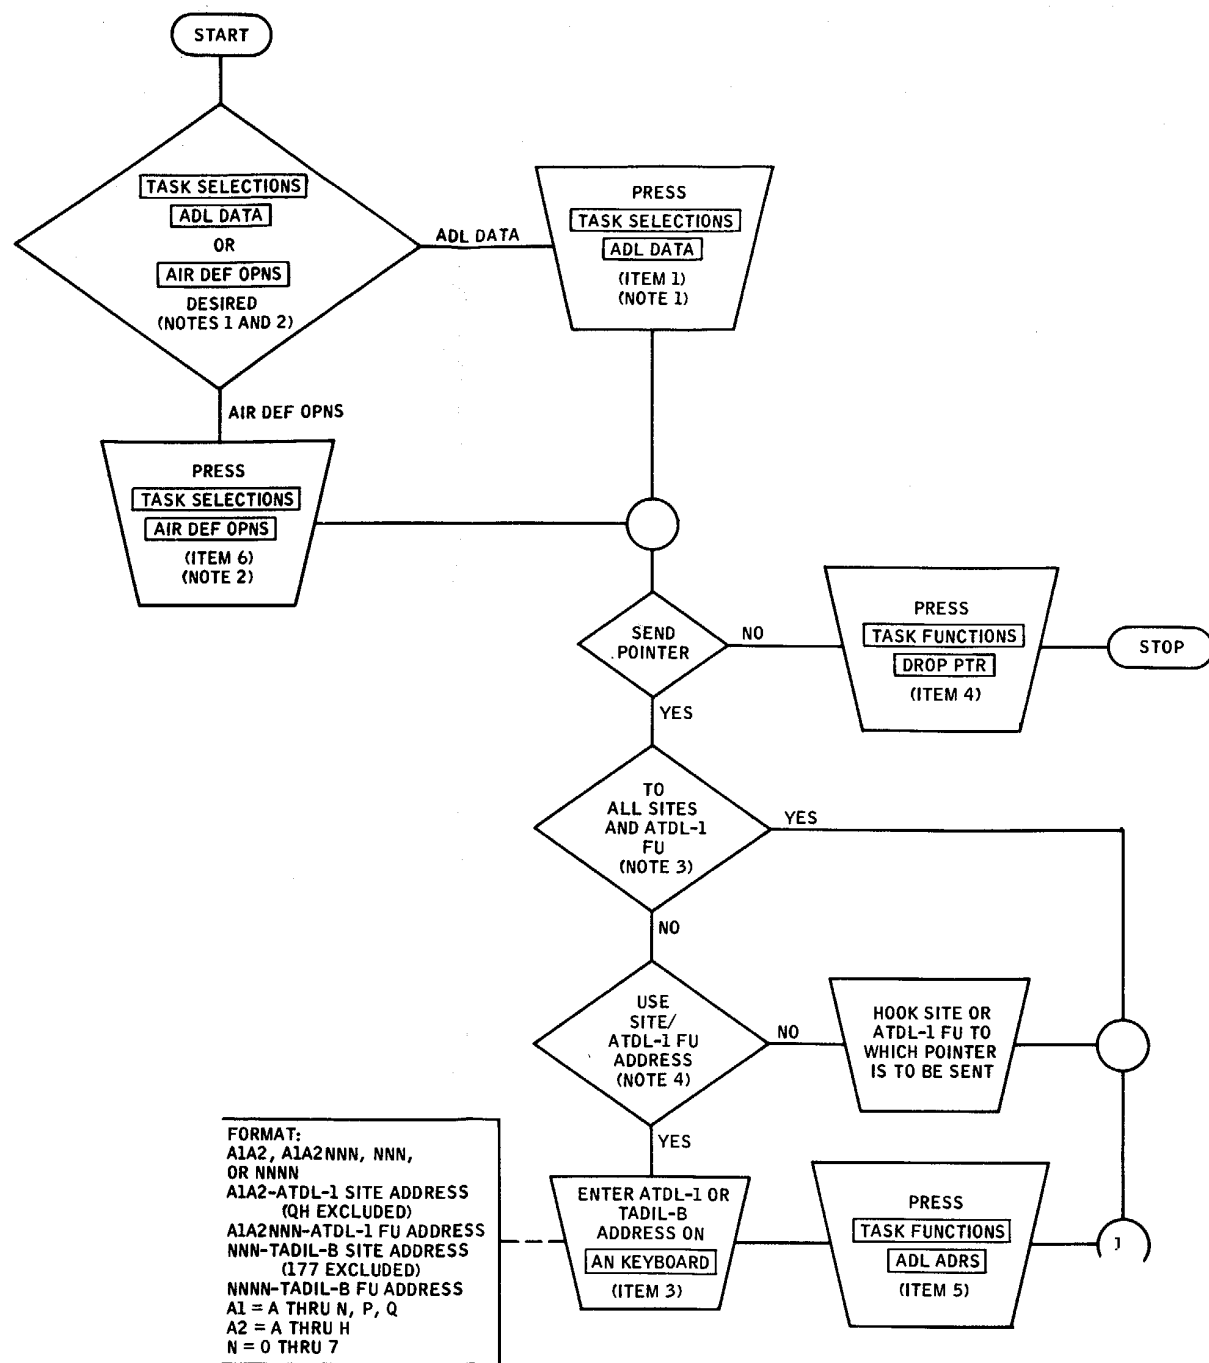 START
TASK SELECTIONS
ADL DATA
OR
AIR DEF OPNS
DESIRED
(NOTES 1 AND 2)
ADL DATA
PRESS
TASK SELECTIONS
ADL DATA
(ITEM 1)
(NOTE 1)
AIR DEF OPNS
PRESS
TASK SELECTIONS
AIR DEF OPNS
(ITEM 6)
(NOTE 2)
SEND
POINTER
NO
PRESS
TASK FUNCTIONS
DROP PTR
(ITEM 4)
STOP
YES
TO
ALL SITES
AND ATDL-1
FU
(NOTE 3)
YES
NO
USE
SITE/
ATDL-1 FU
ADDRESS
(NOTE 4)
NO
HOOK SITE OR
ATDL-1 FU TO
WHICH POINTER
IS TO BE SENT
YES
FORMAT:
A1A2, A1A2NNN, NNN,
OR NNNN
A1A2-ATDL-1 SITE ADDRESS
(QH EXCLUDED)
A1A2NNN-ATDL-1 FU ADDRESS
NNN-TADIL-B SITE ADDRESS
(177 EXCLUDED)
NNNN-TADIL-B FU ADDRESS
A1 = A THRU N, P, Q
A2 = A THRU H
N = 0 THRU 7
ENTER ATDL-1 OR
TADIL-B
ADDRESS ON
AN KEYBOARD
(ITEM 3)
PRESS
TASK FUNCTIONS
ADL ADRS
(ITEM 5)